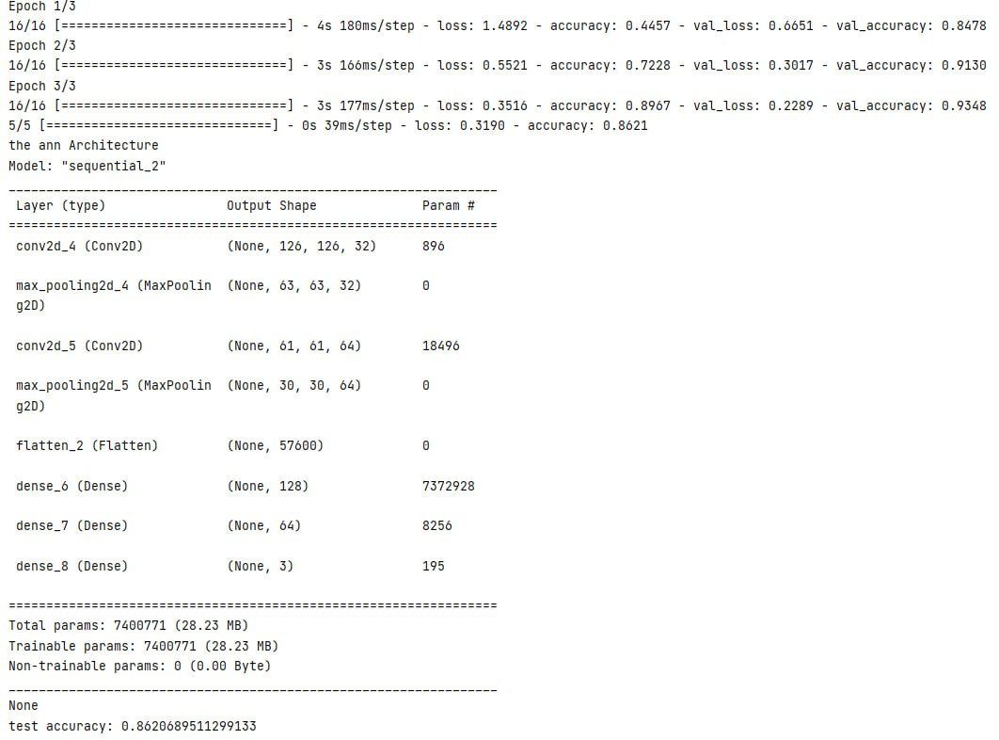 Epoch 1/3
16/16 [==============================] - 4s 180ms/step - loss: 1.4892 - accuracy: 0.4457 - val_loss: 0.6651 - val_accuracy: 0.8478
Epoch 2/3
16/16 [==============================] - 3s 166ms/step - loss: 0.5521 - accuracy: 0.7228 - val_loss: 0.3017 - val_accuracy: 0.9130
Epoch 3/3
16/16 [==============================] - 3s 177ms/step - loss: 0.3516 - accuracy: 0.8967 - val_loss: 0.2289 - val_accuracy: 0.9348
5/5 [==============================] - 0s 39ms/step - loss: 0.3190 - accuracy: 0.8621
the ann Architecture
Model: "sequential_2"
_________________________________________________________________
Layer (type) Output Shape Param #
=================================================================
conv2d_4 (Conv2D) (None, 126, 126, 32) 896
max_pooling2d_4 (MaxPoolin (None, 63, 63, 32) 0
g2D)
conv2d_5 (Conv2D) (None, 61, 61, 64) 18496
max_pooling2d_5 (MaxPoolin (None, 30, 30, 64) 0
g2D)
flatten_2 (Flatten) (None, 57600) 0
dense_6 (Dense) (None, 128) 7372928
dense_7 (Dense) (None, 64) 8256
dense_8 (Dense) (None, 3) 195
=================================================================
Total params: 7400771 (28.23 MB)
Trainable params: 7400771 (28.23 MB)
Non-trainable params: 0 (0.00 Byte)
_________________________________________________________________
None
test accuracy: 0.8620689511299133